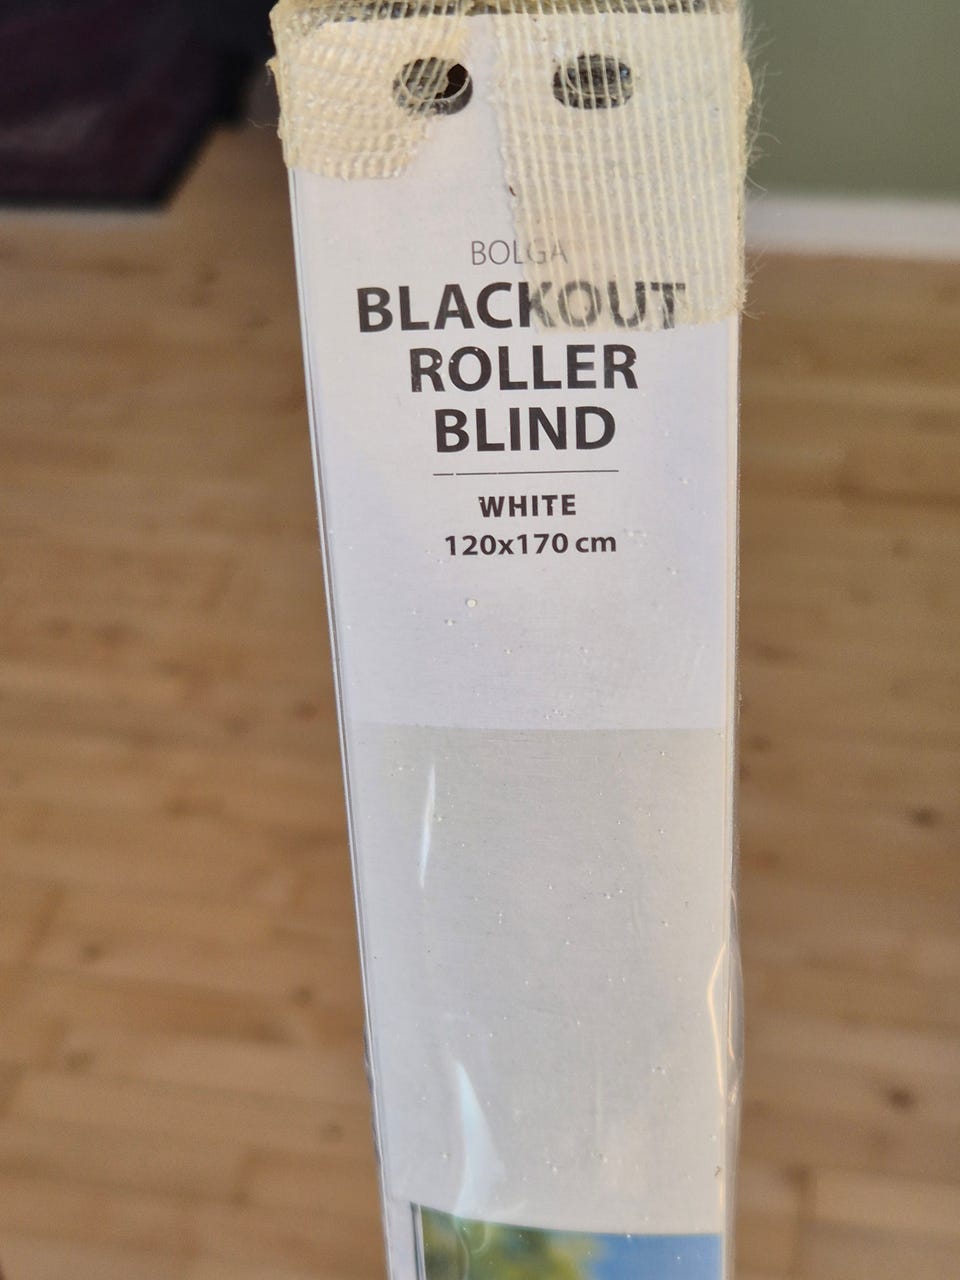 BOLGA
BLACKOUT
ROLLER
BLIND
WHITE
120x170 cm